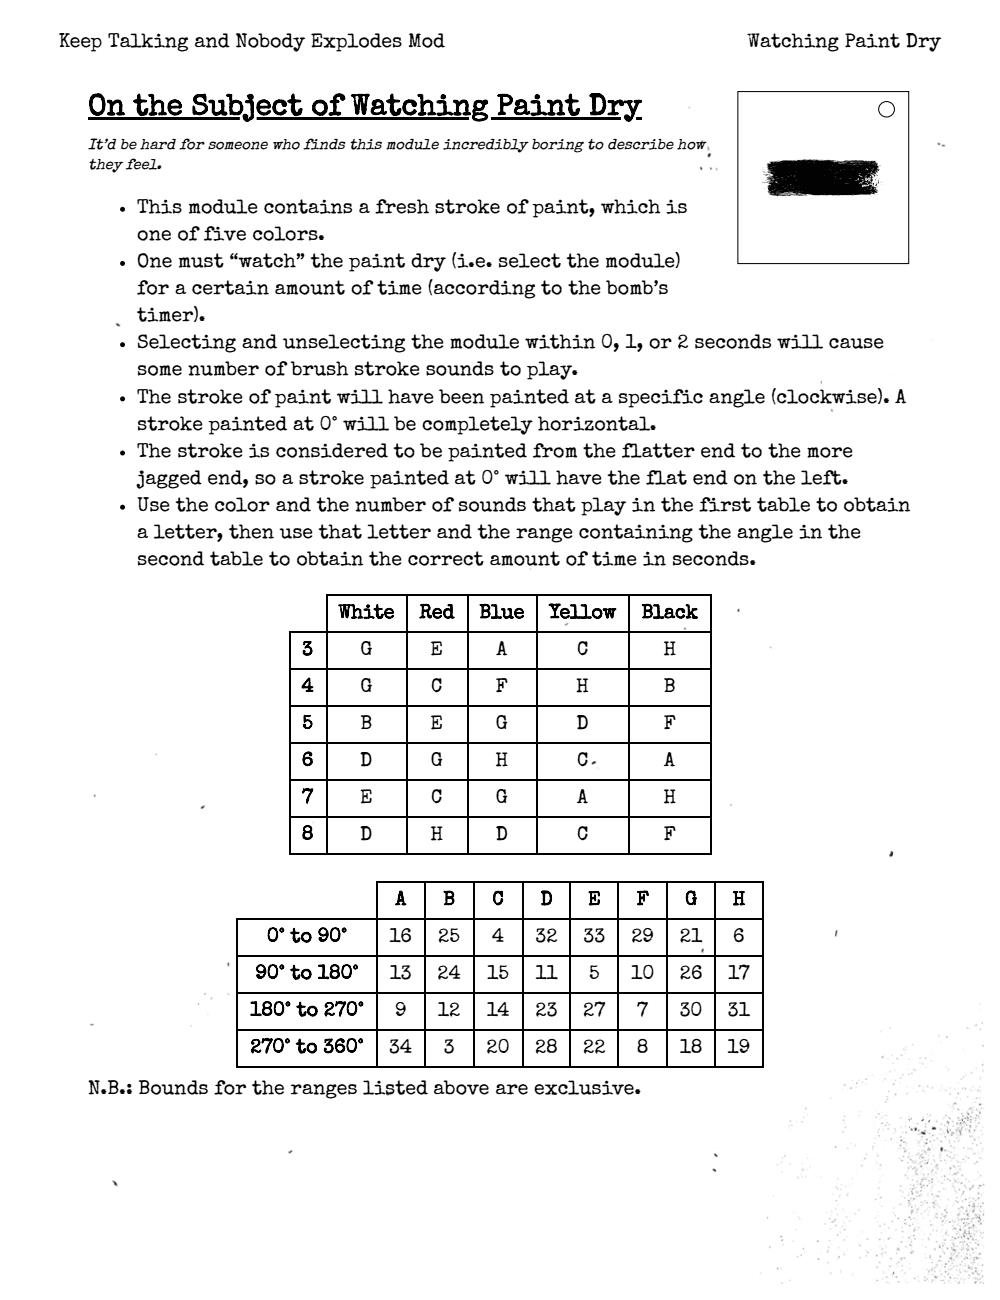 Keep Talking and Nobody Explodes Mod Watching Paint Dry
On the Subject of Watching Paint Dry
It’d be hard for someone who finds this module incredibly boring to describe how
they feel.
• This module contains a fresh stroke of paint, which is
one of five colors.
• One must “watch” the paint dry (i.e. select the module)
for a certain amount of time (according to the bomb’s
timer).
• Selecting and unselecting the module within 0, 1, or 2 seconds will cause
some number of brush stroke sounds to play.
• The stroke of paint will have been painted at a specific angle (clockwise). A
stroke painted at 0° will be completely horizontal.
• The stroke is considered to be painted from the flatter end to the more
jagged end, so a stroke painted at 0° will have the flat end on the left.
• Use the color and the number of sounds that play in the first table to obtain
a letter, then use that letter and the range containing the angle in the
second table to obtain the correct amount of time in seconds.
White Red Blue Yellow Black
3 G E A C H
4 G C F H B
5 B E G D F
6 D G H C A
7 E C G A H
8 D H D C F
A B C D E F G H
0° to 90° 16 25 4 32 33 29 21 6
90° to 180° 13 24 15 11 5 10 26 17
180° to 270° 9 12 14 23 27 7 30 31
270° to 360° 34 3 20 28 22 8 18 19
N.B.: Bounds for the ranges listed above are exclusive.